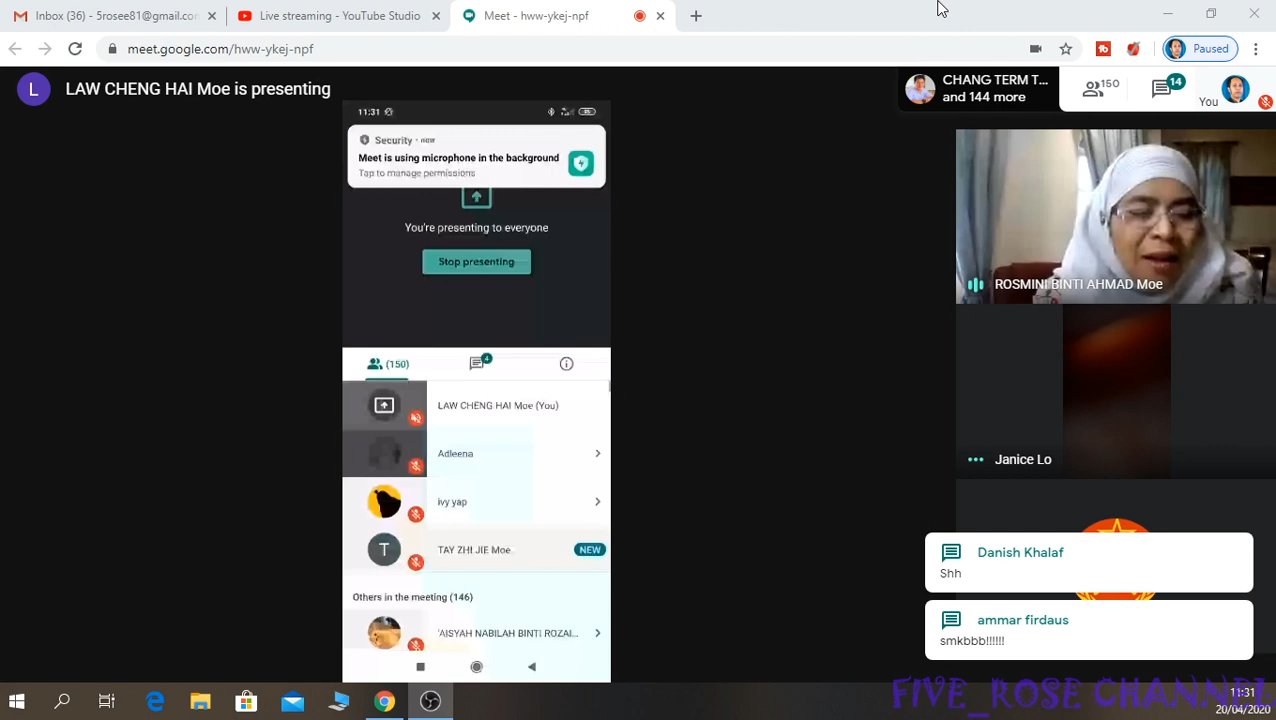 Inbox (36) - 5rosee81@gmail.co
Live streaming - YouTube Studio
Meet - hww-ykej-npf
meet.google.com/hww-ykej-npf
Paused
L
LAW CHENG HAI Moe is presenting
CHANG TERM T...
and 144 more
150
14
You
11:31
Security • now
Meet is using microphone in the background
Tap to manage permissions
You're presenting to everyone
Stop presenting
(150)
4
LAW CHENG HAI Moe (You)
Adleena
ivy yap
T
TAY ZHI JIE Moe
NEW
Others in the meeting (146)
'AISYAH NABILAH BINTI ROZAI...
ROSMINI BINTI AHMAD Moe
Janice Lo
Danish Khalaf
Shh
ammar firdaus
smkbbb!!!!!!
FIVE_ROSE CHANNEL
11:31
20/04/2020